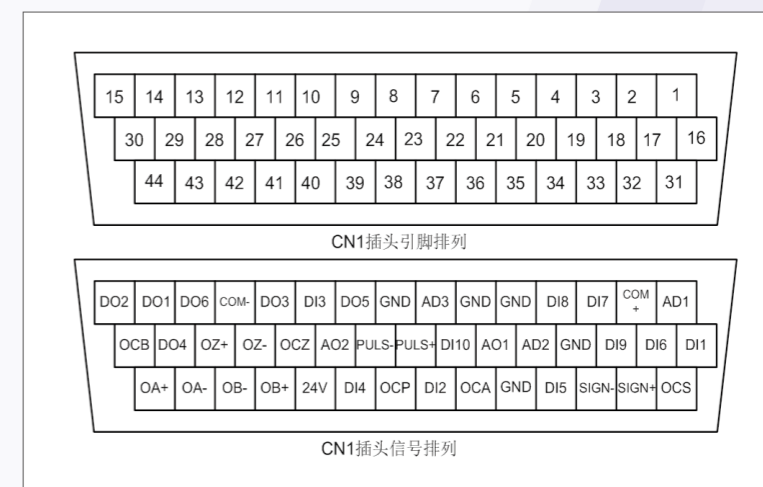 15 14 13 12 11 10 9 8 7 6 5 4 3 2 1
30 29 28 27 26 25 24 23 22 21 20 19 18 17 16
44 43 42 41 40 39 38 37 36 35 34 33 32 31
CN1插头引脚排列
DO2 DO1 DO6 COM- DO3 DI3 DO5 GND AD3 GND GND DI8 DI7 COM+ AD1
OCB DO4 OZ+ OZ- OCZ AO2 PULS- PULS+ DI10 AO1 AD2 GND DI9 DI6 DI1
OA+ OA- OB- OB+ 24V DI4 OCP DI2 OCA GND DI5 SIGN- SIGN+ OCS
CN1插头信号排列